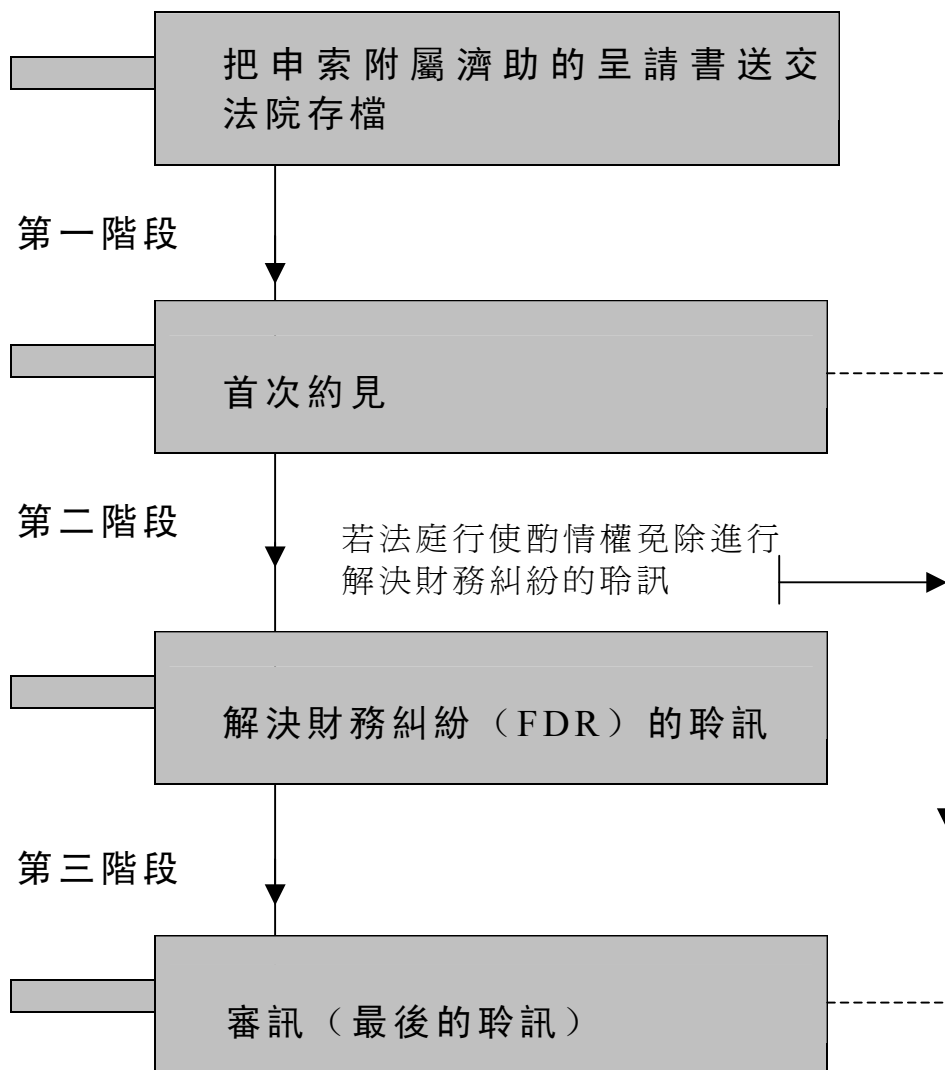 把申索附屬濟助的呈請書送交
法院存檔
第一階段
首次約見
第二階段
若法庭行使酌情權免除進行
解決財務糾紛的聆訊
解決財務糾紛（FDR）的聆訊
第三階段
審訊（最後的聆訊）